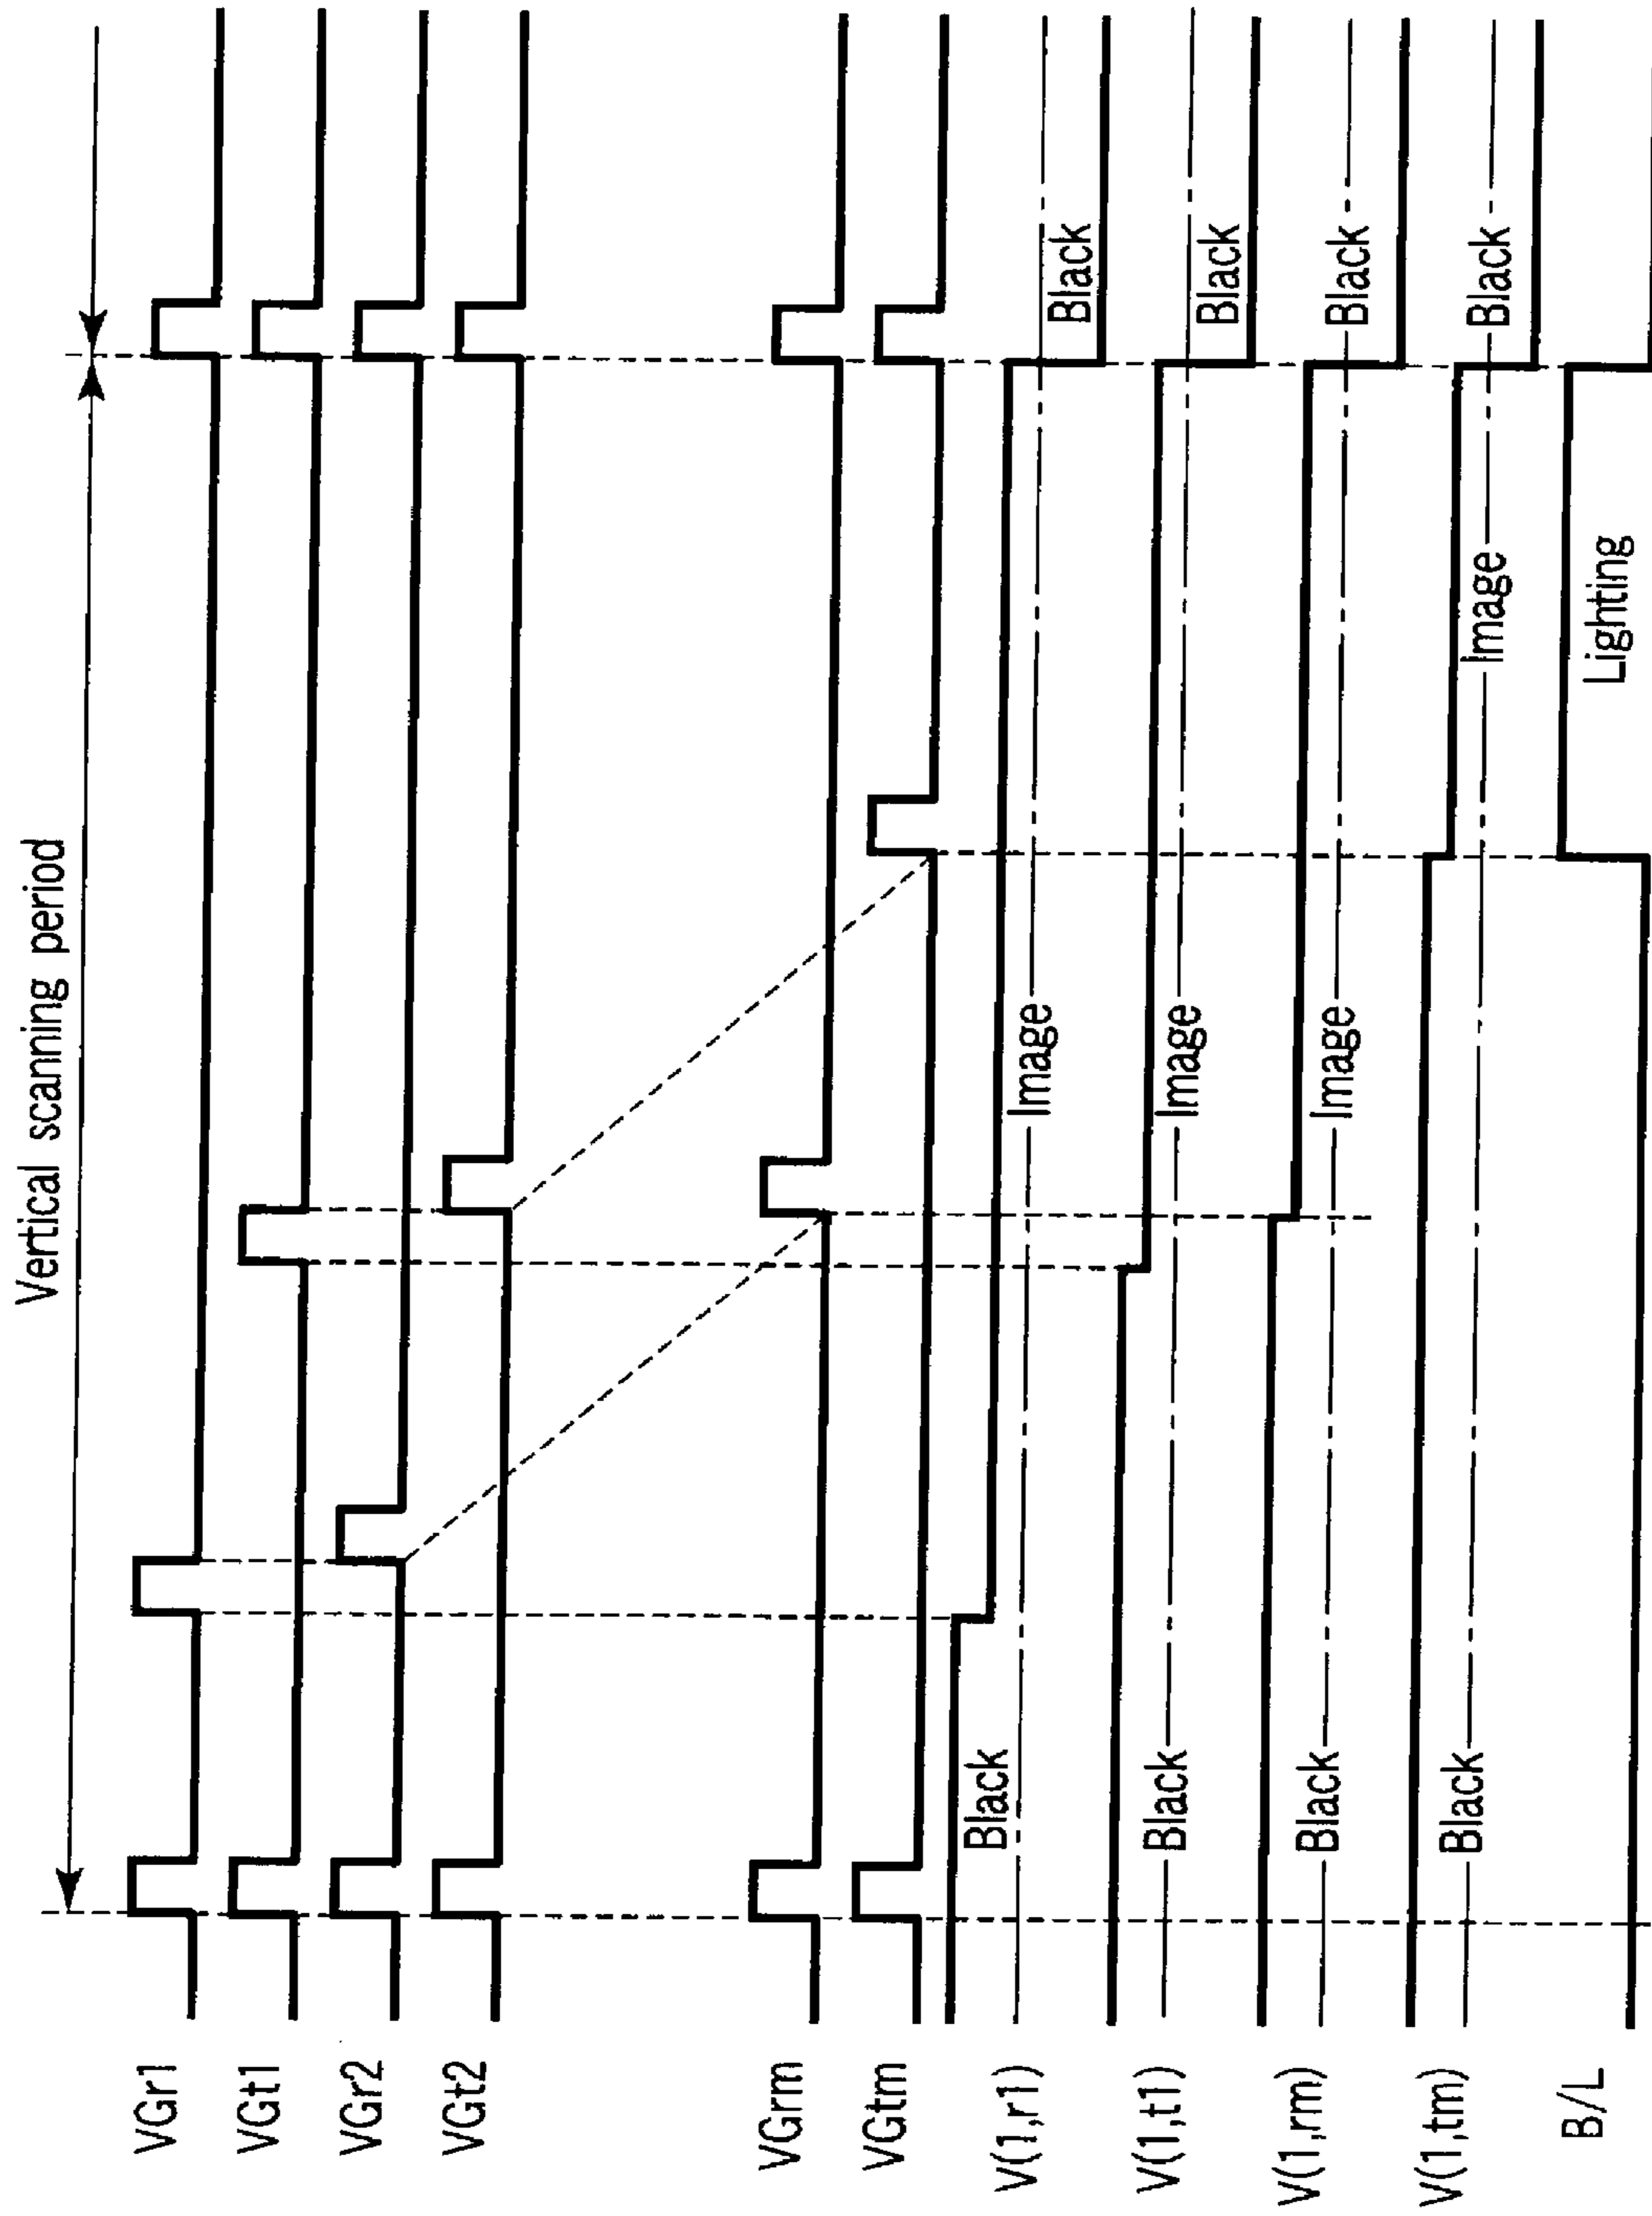 Vertical scanning period
VGr1
VGt1
VGr2
VGt2
VGrm
VGtm
V(1,r1) Black Image Black
V(1,t1) Black Image Black
V(1,rm) Black Image Black
V(1,tm) Black Image Black
B/L Lighting